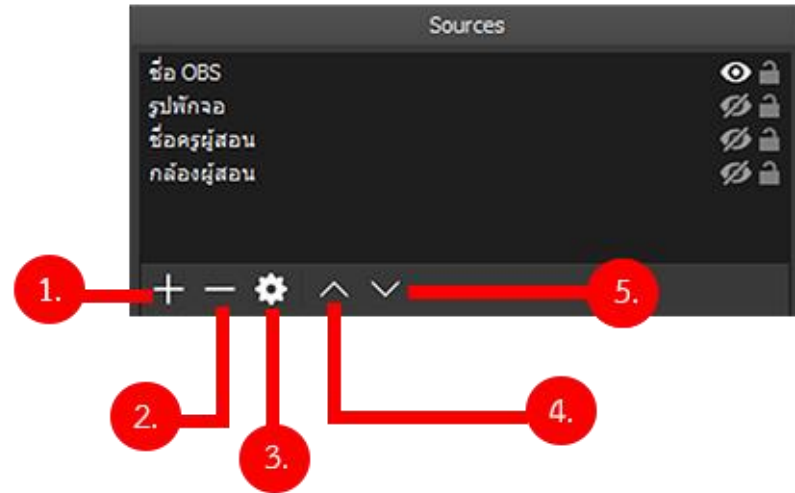 Sources
ชื่อ OBS
รูปพักจอ
ชื่อครูผู้สอน
กล้องผู้สอน
1.
5.
2.
4.
3.